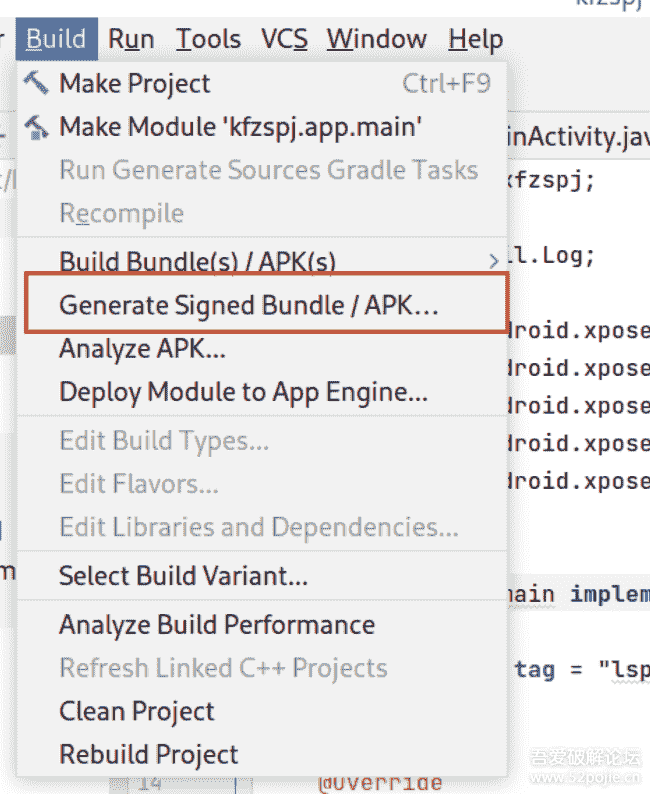 kfzspj
Build Run Tools VCS Window Help
Make Project Ctrl+F9
Make Module 'kfzspj.app.main'
inActivity.jav
Run Generate Sources Gradle Tasks
kfzspj;
Recompile
Build Bundle(s) / APK(s)
l.Log;
Generate Signed Bundle / APK...
droid.xpose
Analyze APK...
droid.xpose
Deploy Module to App Engine...
droid.xpose
Edit Build Types...
droid.xpose
Edit Flavors...
droid.xpose
Edit Libraries and Dependencies...
Select Build Variant...
main implem
Analyze Build Performance
Refresh Linked C++ Projects
tag = "lsp
Clean Project
Rebuild Project
14 @Override
吾爱破解论坛
www.52pojie.cn